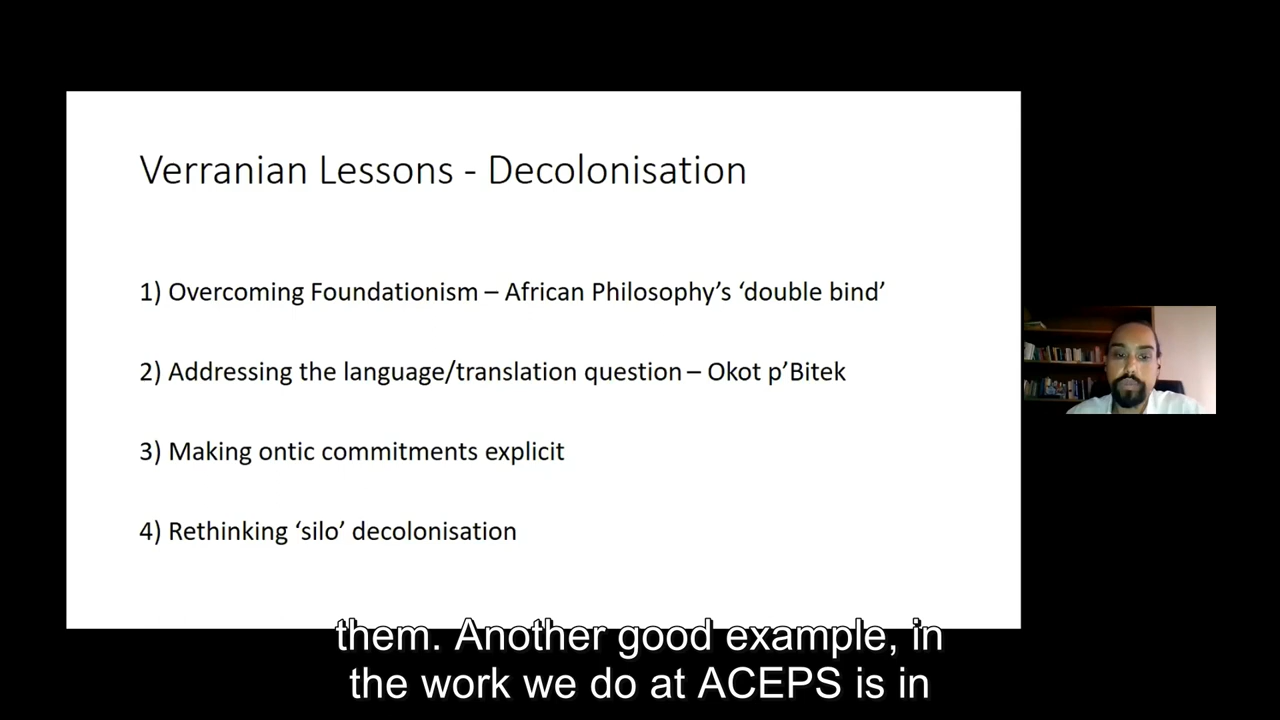 Verranian Lessons - Decolonisation
1) Overcoming Foundationism – African Philosophy’s ‘double bind’
2) Addressing the language/translation question – Okot p’Bitek
3) Making ontic commitments explicit
4) Rethinking ‘silo’ decolonisation
them. Another good example, in
the work we do at ACEPS is in